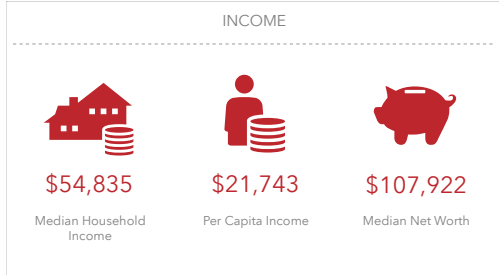 INCOME
$54,835
$21,743
$107,922
Median Household
Income
Per Capita Income
Median Net Worth